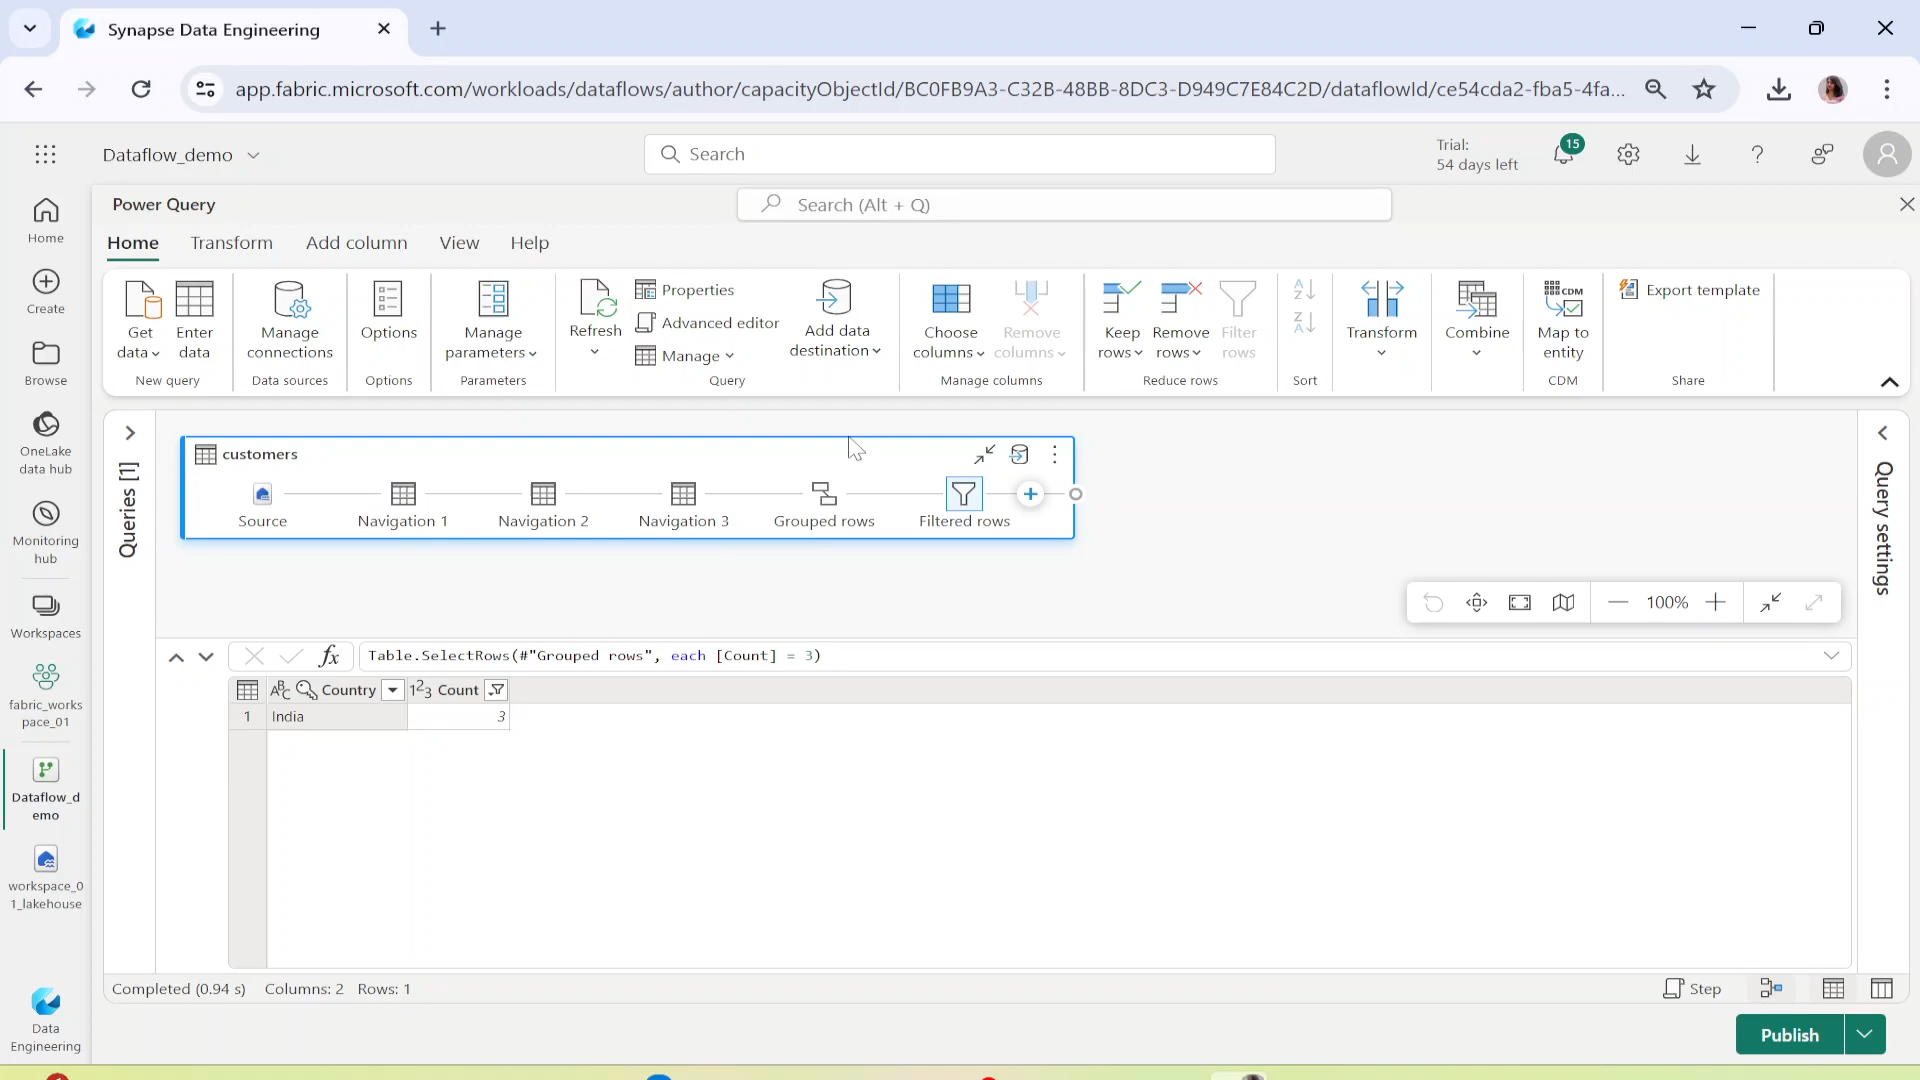 Synapse Data Engineering
app.fabric.microsoft.com/workloads/dataflows/author/capacityObjectId/BC0FB9A3-C32B-48BB-8DC3-D949C7E84C2D/dataflowId/ce54cda2-fba5-4fa...
Dataflow_demo
Search
Trial:
54 days left
15
Power Query
Search (Alt + Q)
Home
Transform
Add column
View
Help
Get data
Enter data
New query
Manage connections
Data sources
Options
Options
Manage parameters
Parameters
Refresh
Properties
Advanced editor
Manage
Add data destination
Query
Choose columns
Remove columns
Manage columns
Keep rows
Remove rows
Filter rows
Reduce rows
Sort
Transform
Combine
Map to entity
CDM
Export template
Share
Home
Create
Browse
OneLake
data hub
Monitoring
hub
Workspaces
fabric_works
pace_01
Dataflow_d
emo
workspace_0
1_lakehouse
Data
Engineering
Queries [1]
customers
Source
Navigation 1
Navigation 2
Navigation 3
Grouped rows
Filtered rows
Query settings
100%
fx
Table.SelectRows(#"Grouped rows", each [Count] = 3)
ABC Country
123 Count
1 India 3
Completed (0.94 s) Columns: 2 Rows: 1
Step
Publish